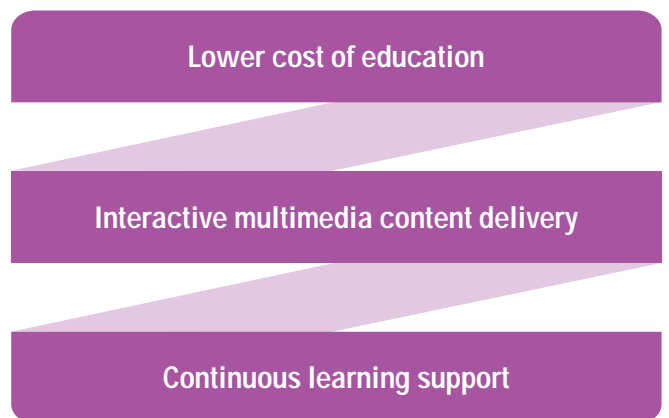 Lower cost of education
Interactive multimedia content delivery
Continuous learning support